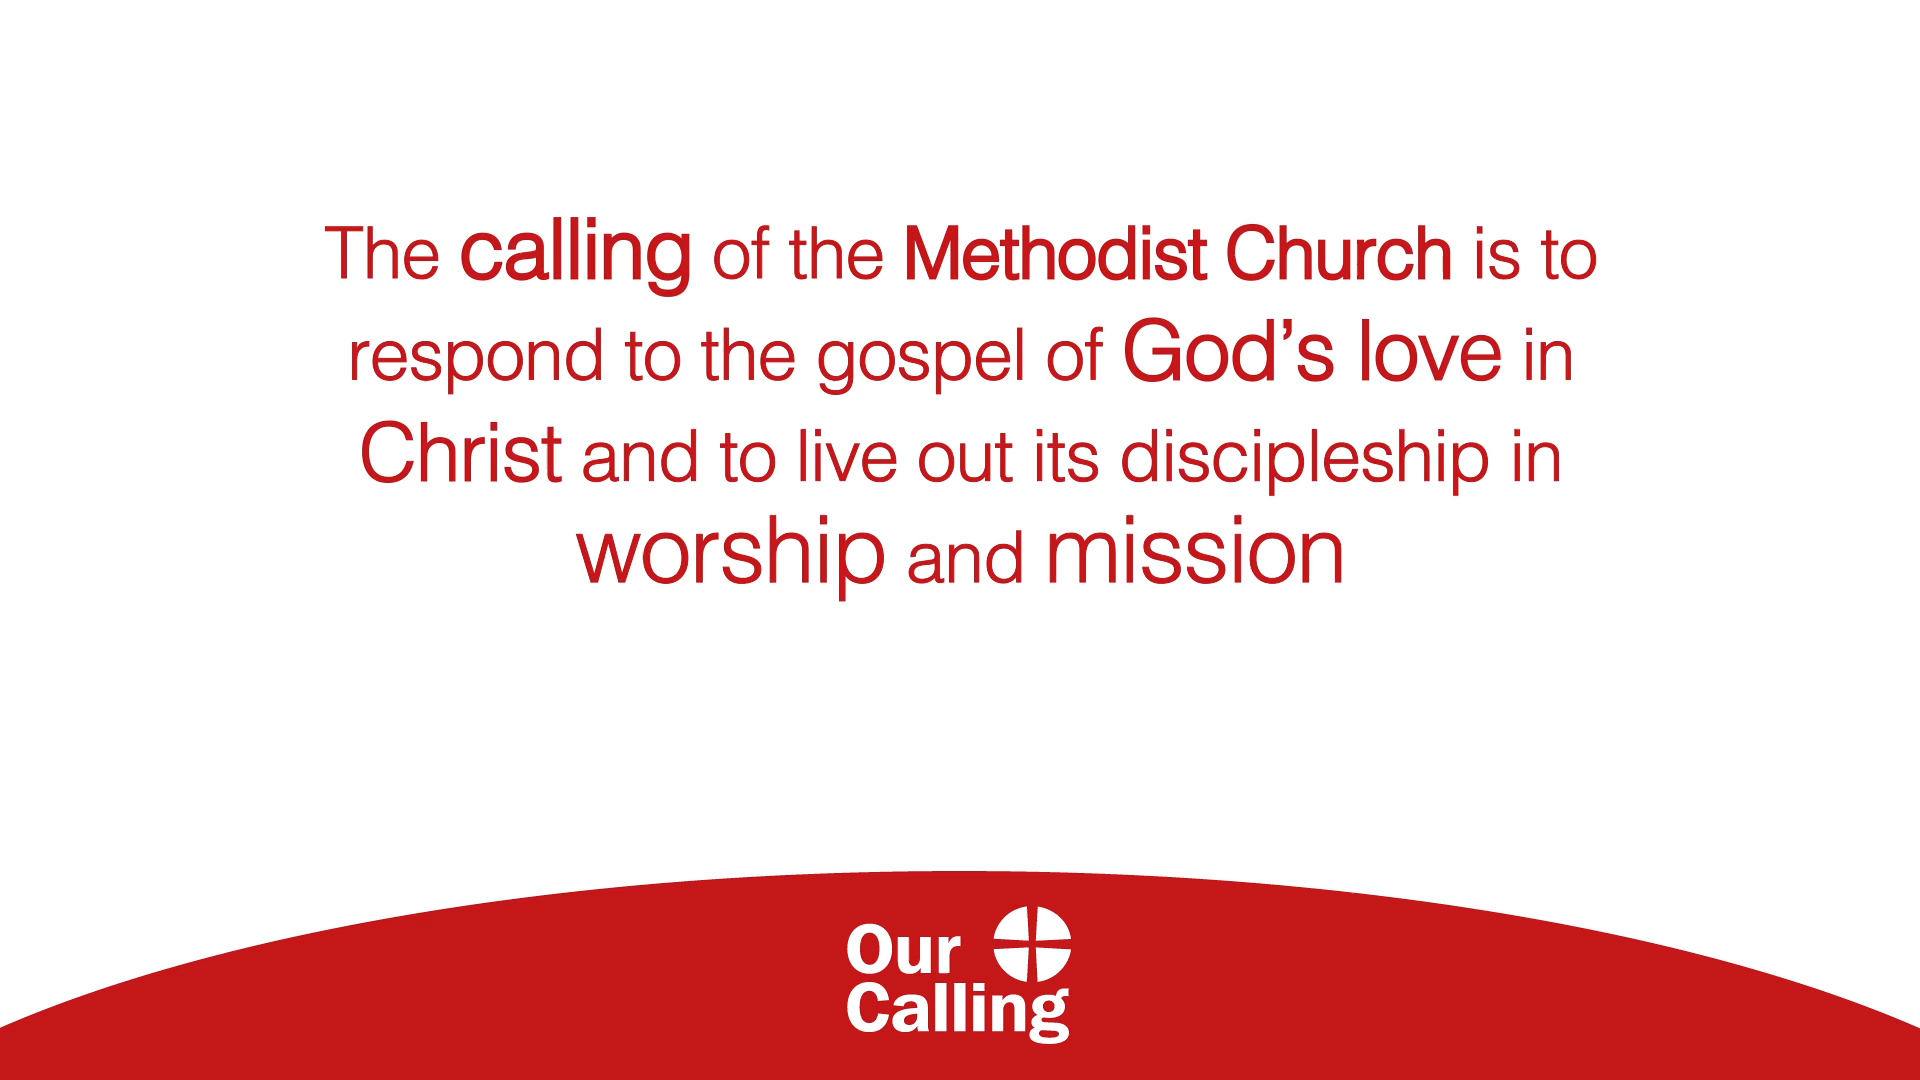 The calling of the Methodist Church is to
respond to the gospel of God’s love in
Christ and to live out its discipleship in
worship and mission
Our
Calling